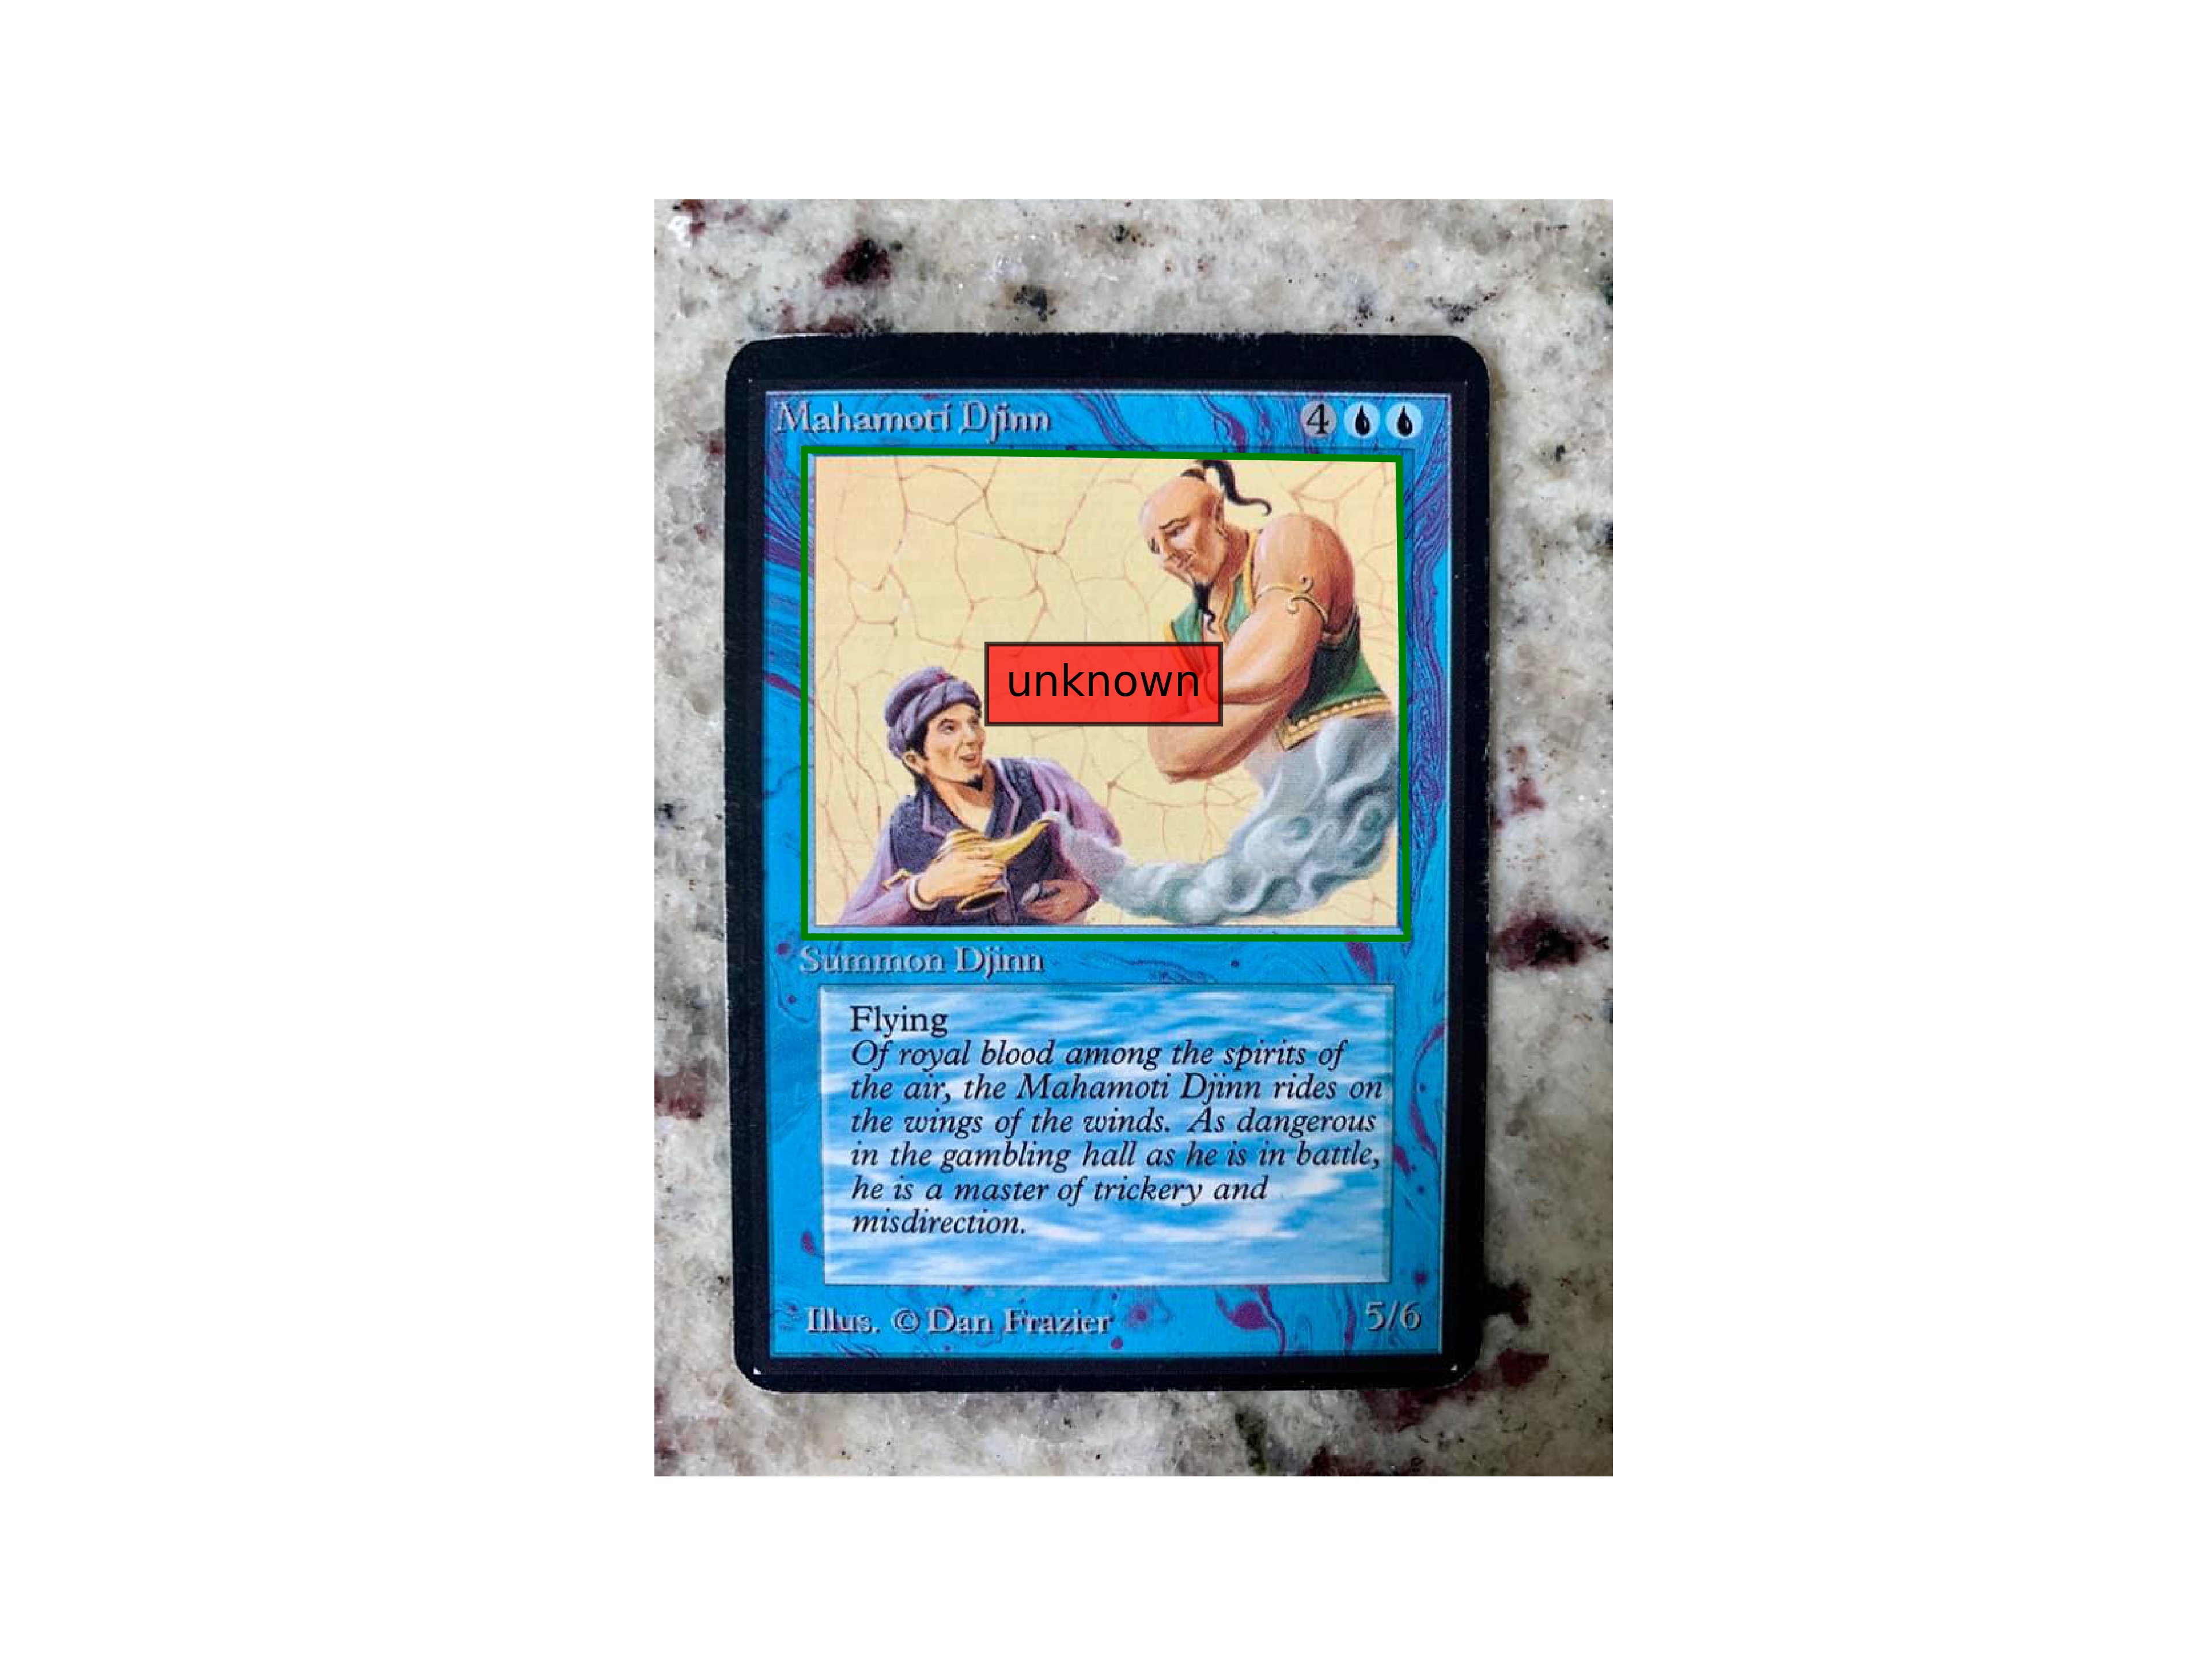 Mahamoti Djinn 4
unknown
Summon Djinn
Flying
Of royal blood among the spirits of
the air, the Mahamoti Djinn rides on
the wings of the winds. As dangerous
in the gambling hall as he is in battle,
he is a master of trickery and
misdirection.
Illus. © Dan Frazier 5/6